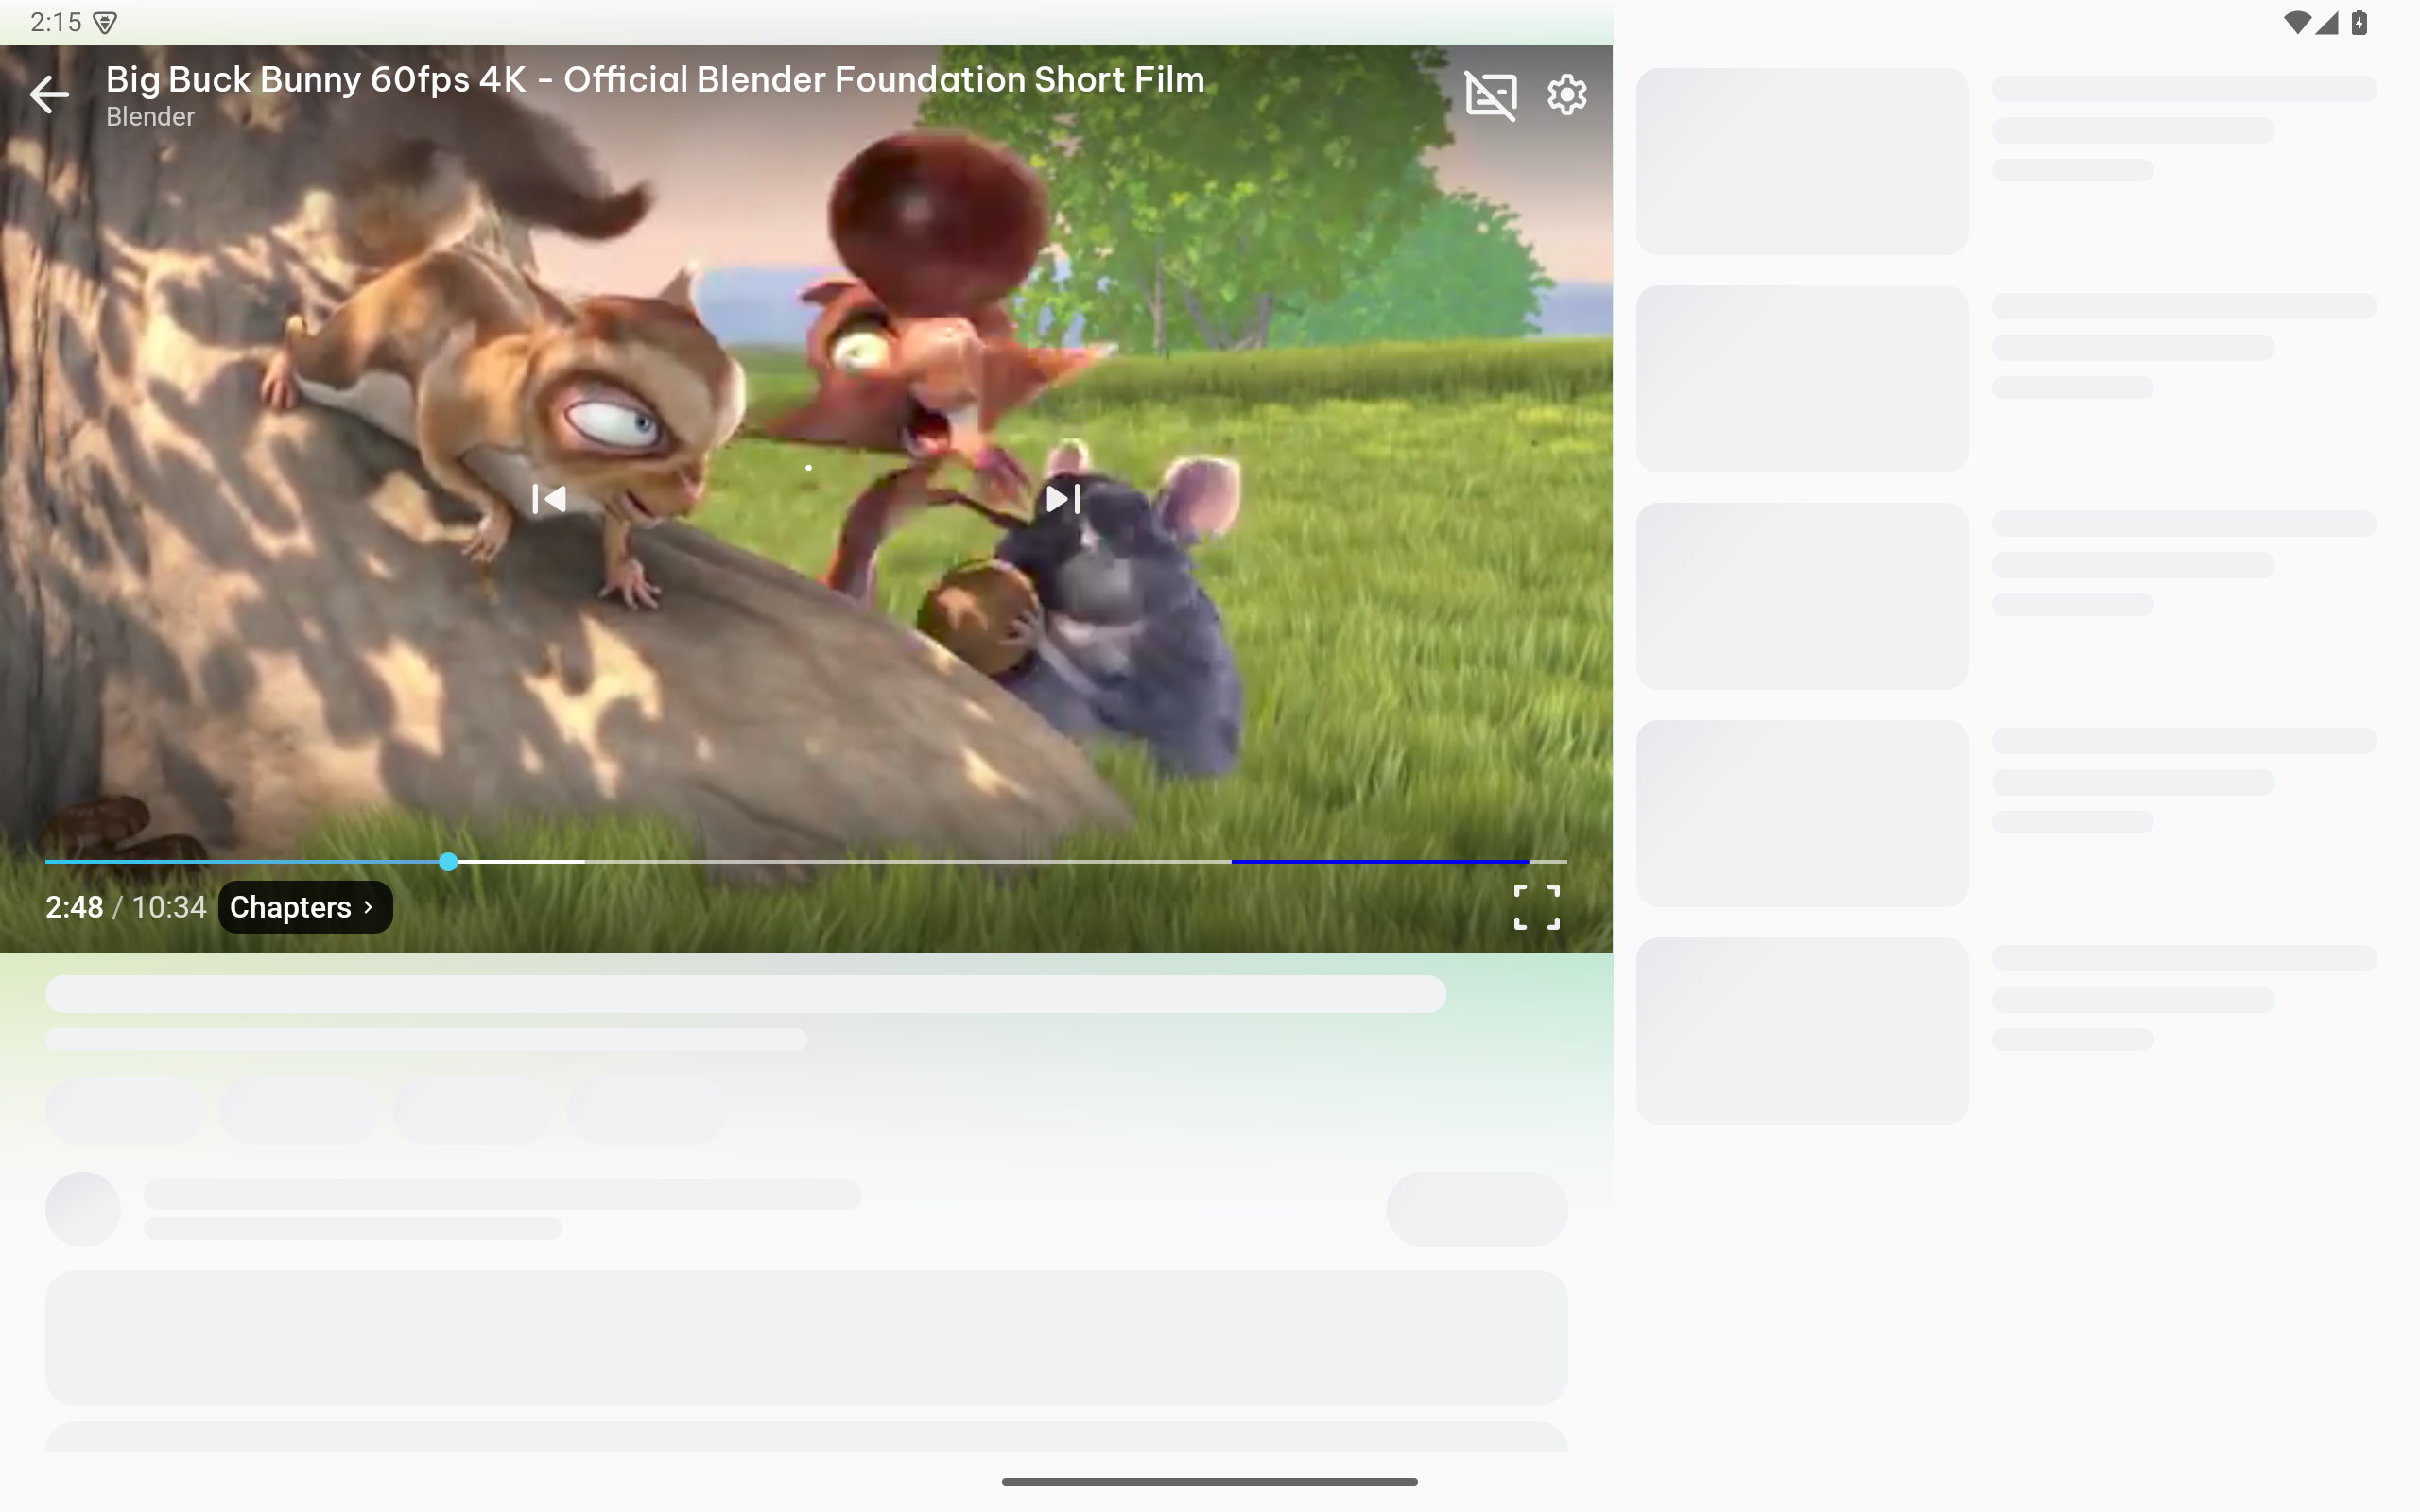 2:15
Big Buck Bunny 60fps 4K - Official Blender Foundation Short Film
Blender
2:48 / 10:34 Chapters